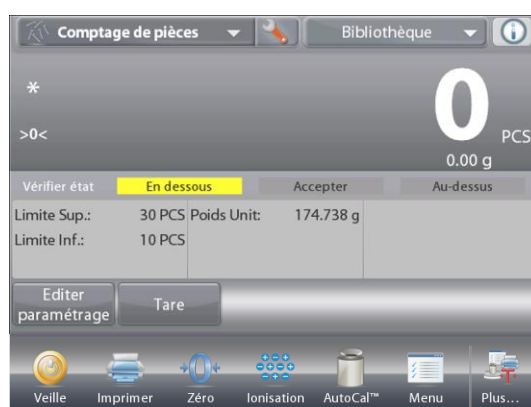 Comptage de pièces
Bibliothèque
*
0
PCS
>0<
0.00 g
Vérifier état En dessous Accepter Au-dessus
Limite Sup.: 30 PCS Poids Unit: 174.738 g
Limite Inf.: 10 PCS
Editer
paramétrage
Tare
Veille Imprimer Zéro Ionisation AutoCal™ Menu Plus...